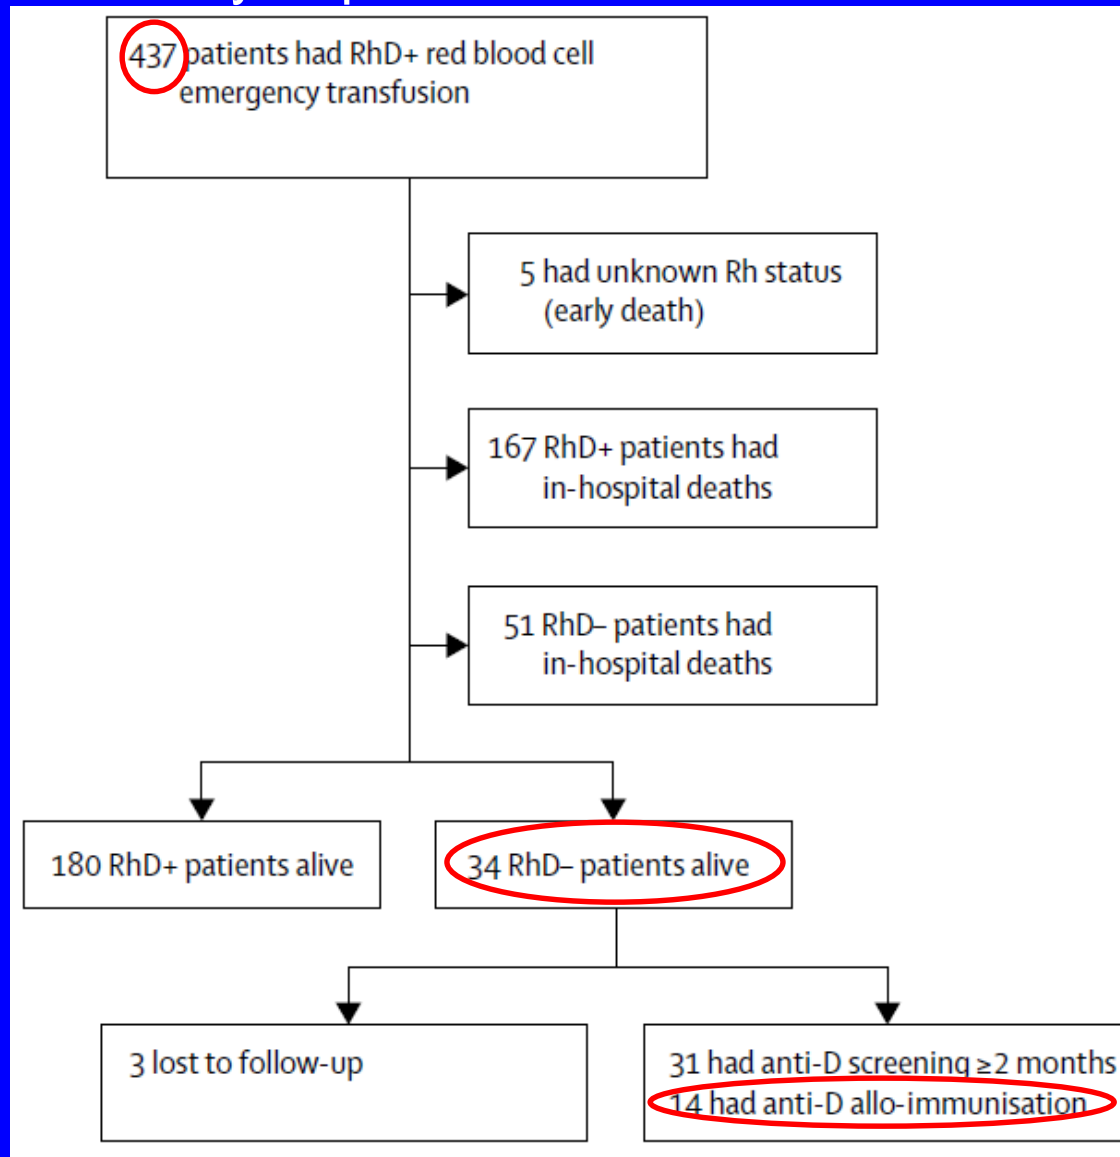 437 patients had RhD+ red blood cell
emergency transfusion
5 had unknown Rh status
(early death)
167 RhD+ patients had
in-hospital deaths
51 RhD– patients had
in-hospital deaths
180 RhD+ patients alive
34 RhD– patients alive
3 lost to follow-up
31 had anti-D screening ≥2 months
14 had anti-D allo-immunisation